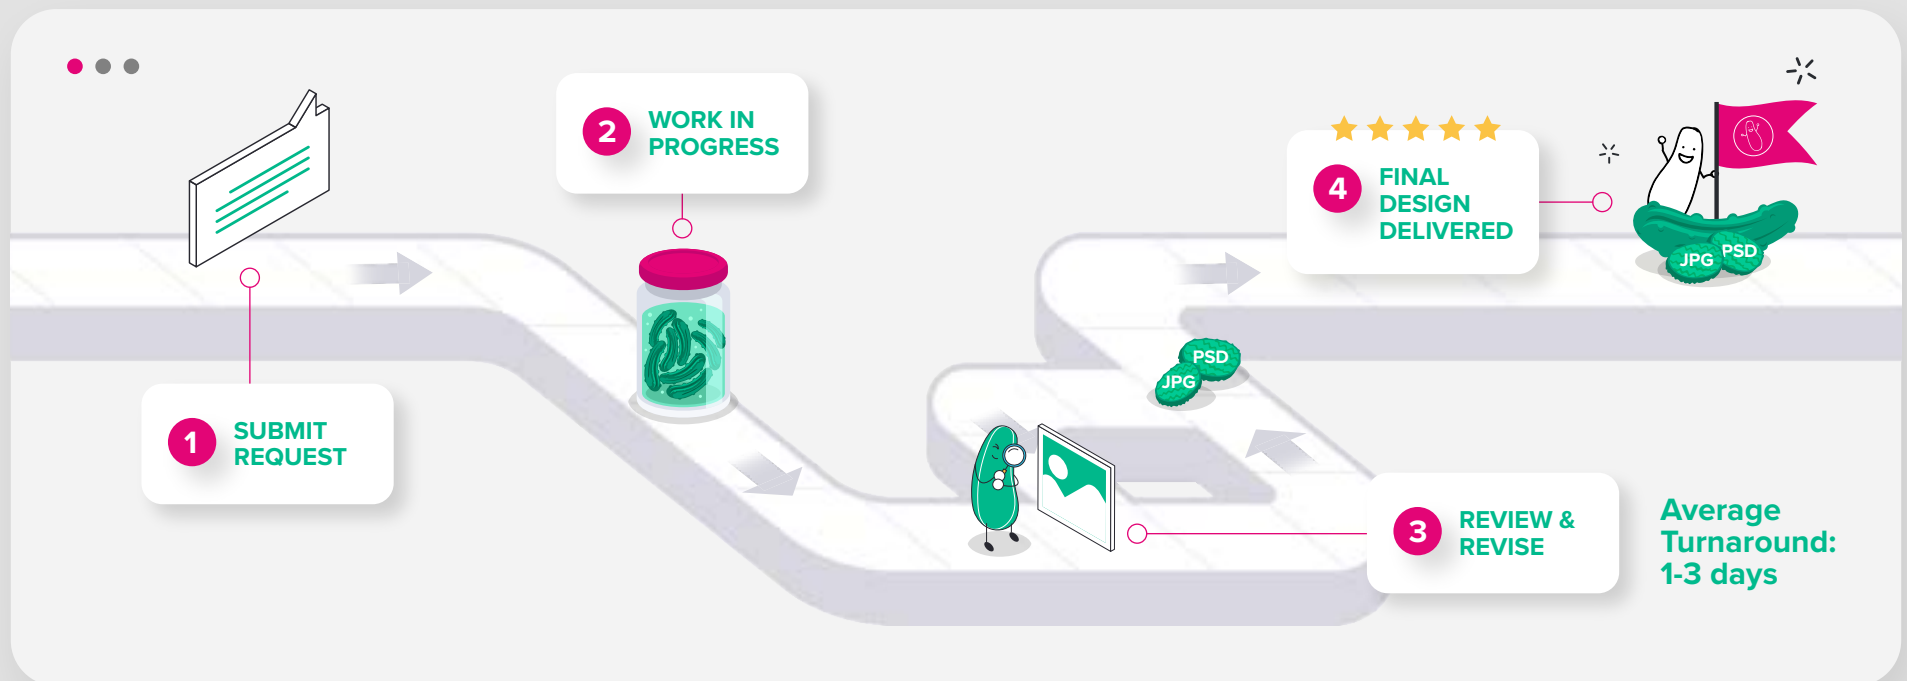 1
SUBMIT
REQUEST
2
WORK IN
PROGRESS
3
REVIEW &
REVISE
Average
Turnaround:
1-3 days
PSD
JPG
4
FINAL
DESIGN
DELIVERED
JPG
PSD